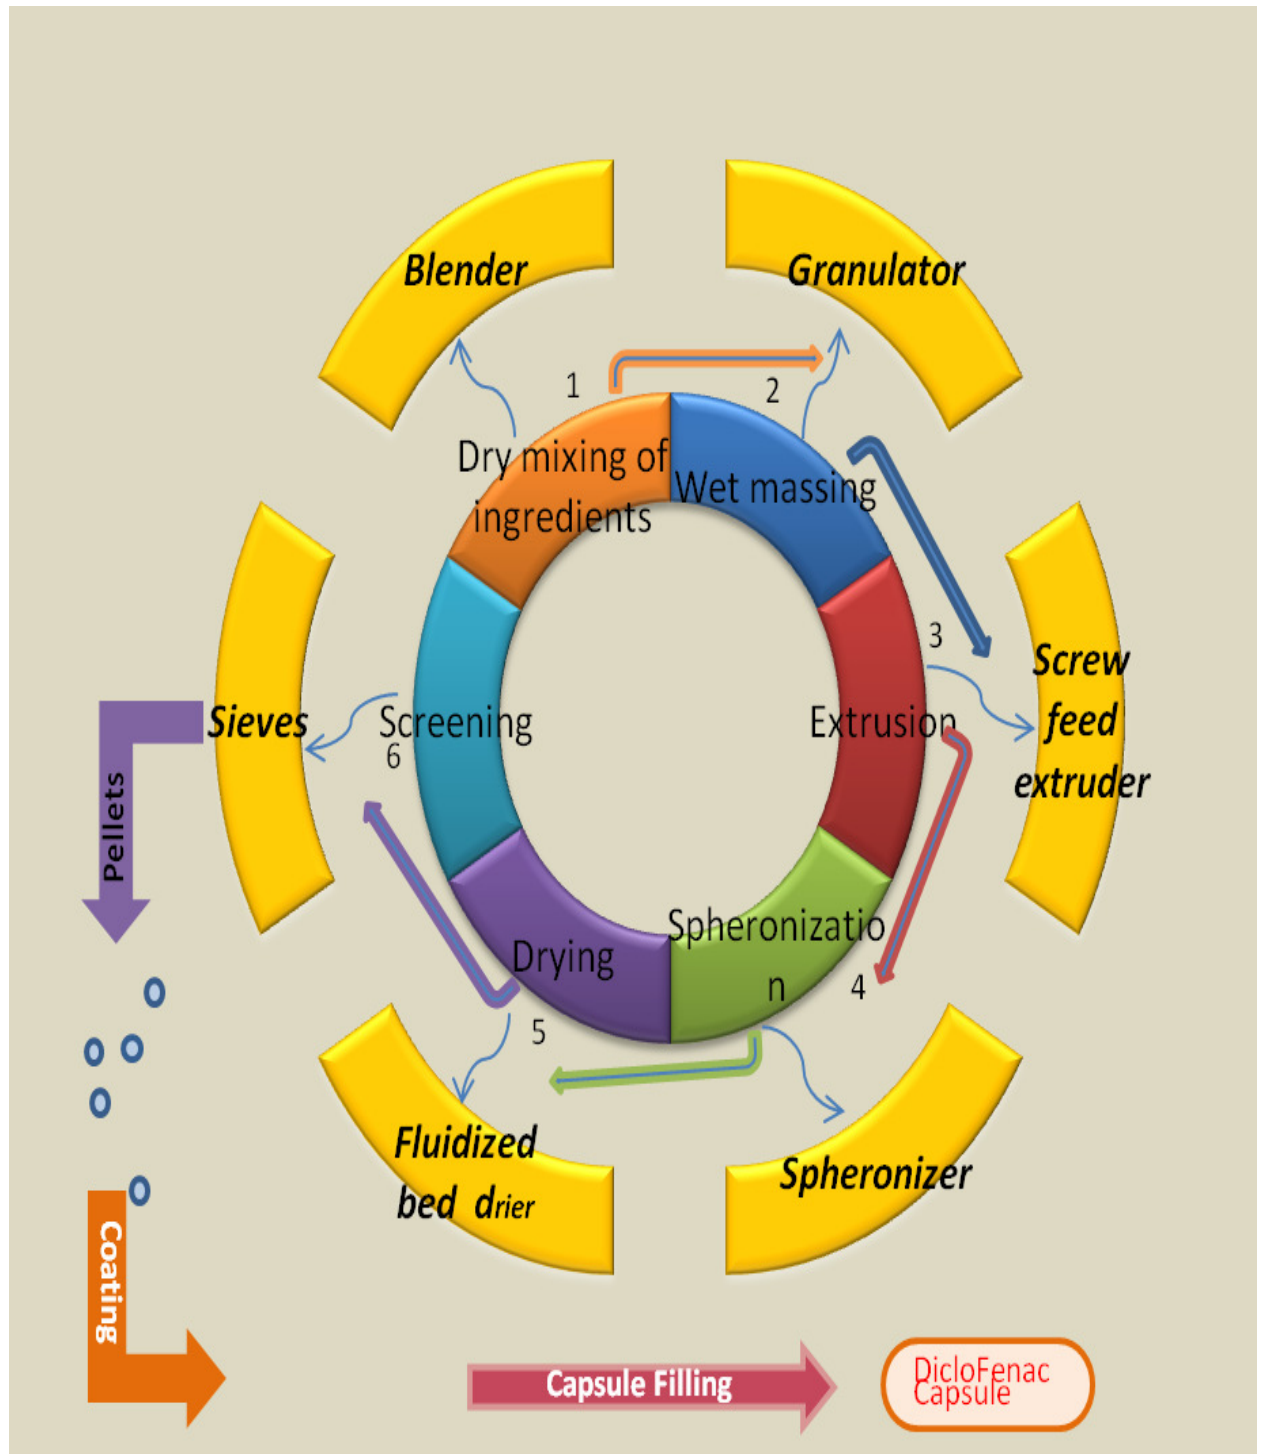 Blender
Granulator
1
2
Dry mixing of
ingredients
Wet massing
3
Screw
feed
extruder
Extrusion
Sieves
Screening
6
Pellets
Spheronizatio
n
4
Drying
5
Fluidized
bed drier
Spheronizer
Coating
Capsule Filling
DicloFenac
Capsule